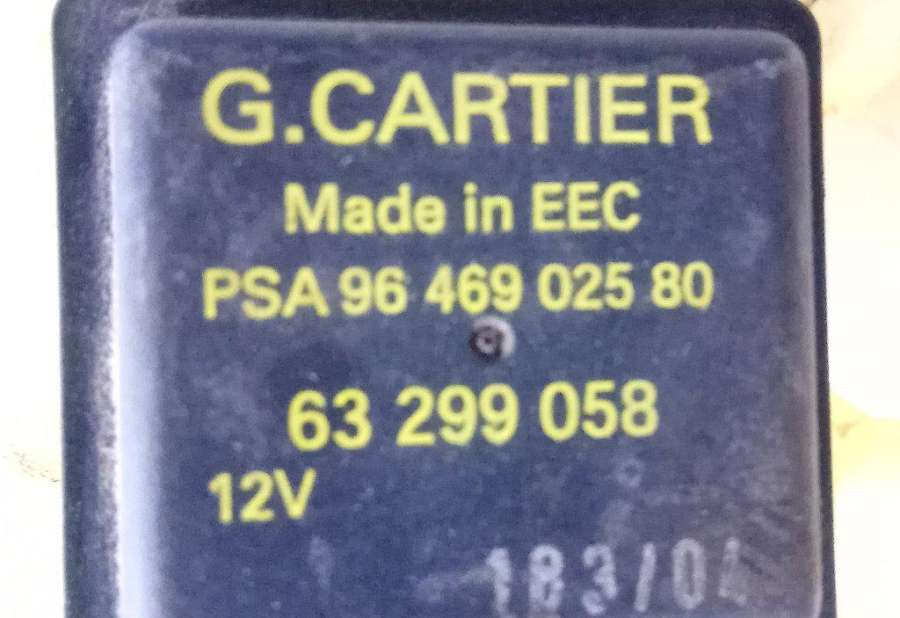 G.CARTIER
Made in EEC
PSA 96 469 025 80
63 299 058
12V
183/04